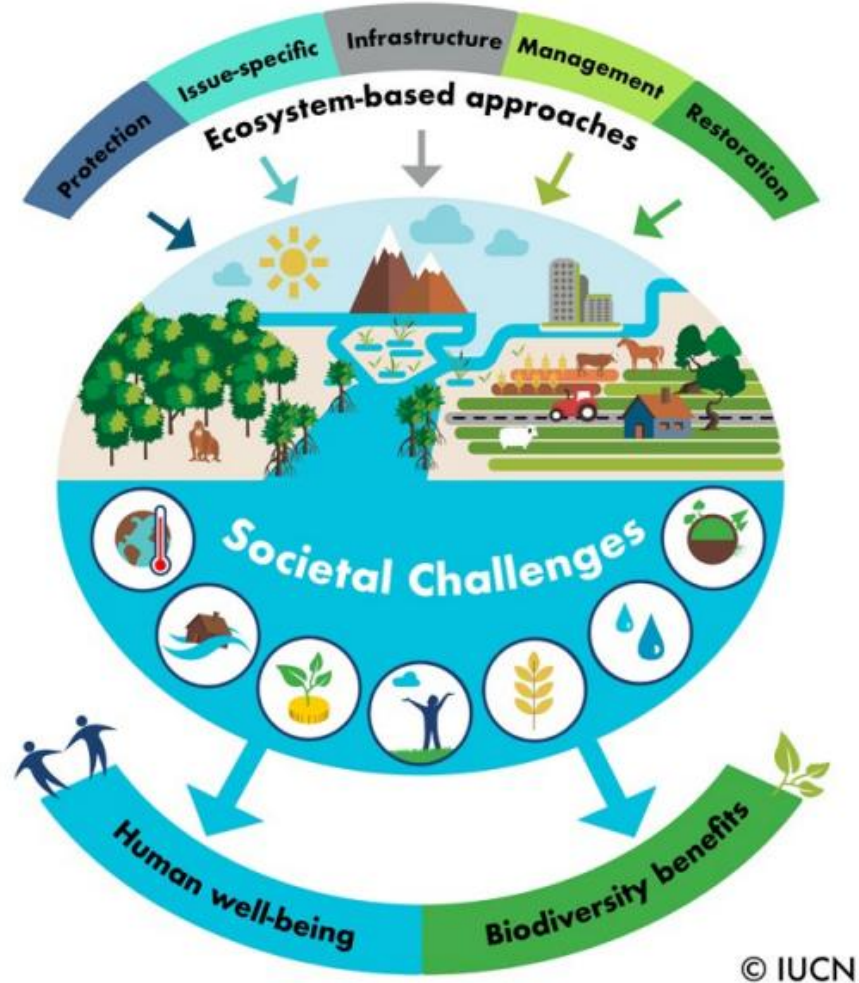 Protection
Issue-specific
Infrastructure
Management
Restoration
Ecosystem-based approaches
Societal Challenges
Human well-being
Biodiversity benefits
© IUCN